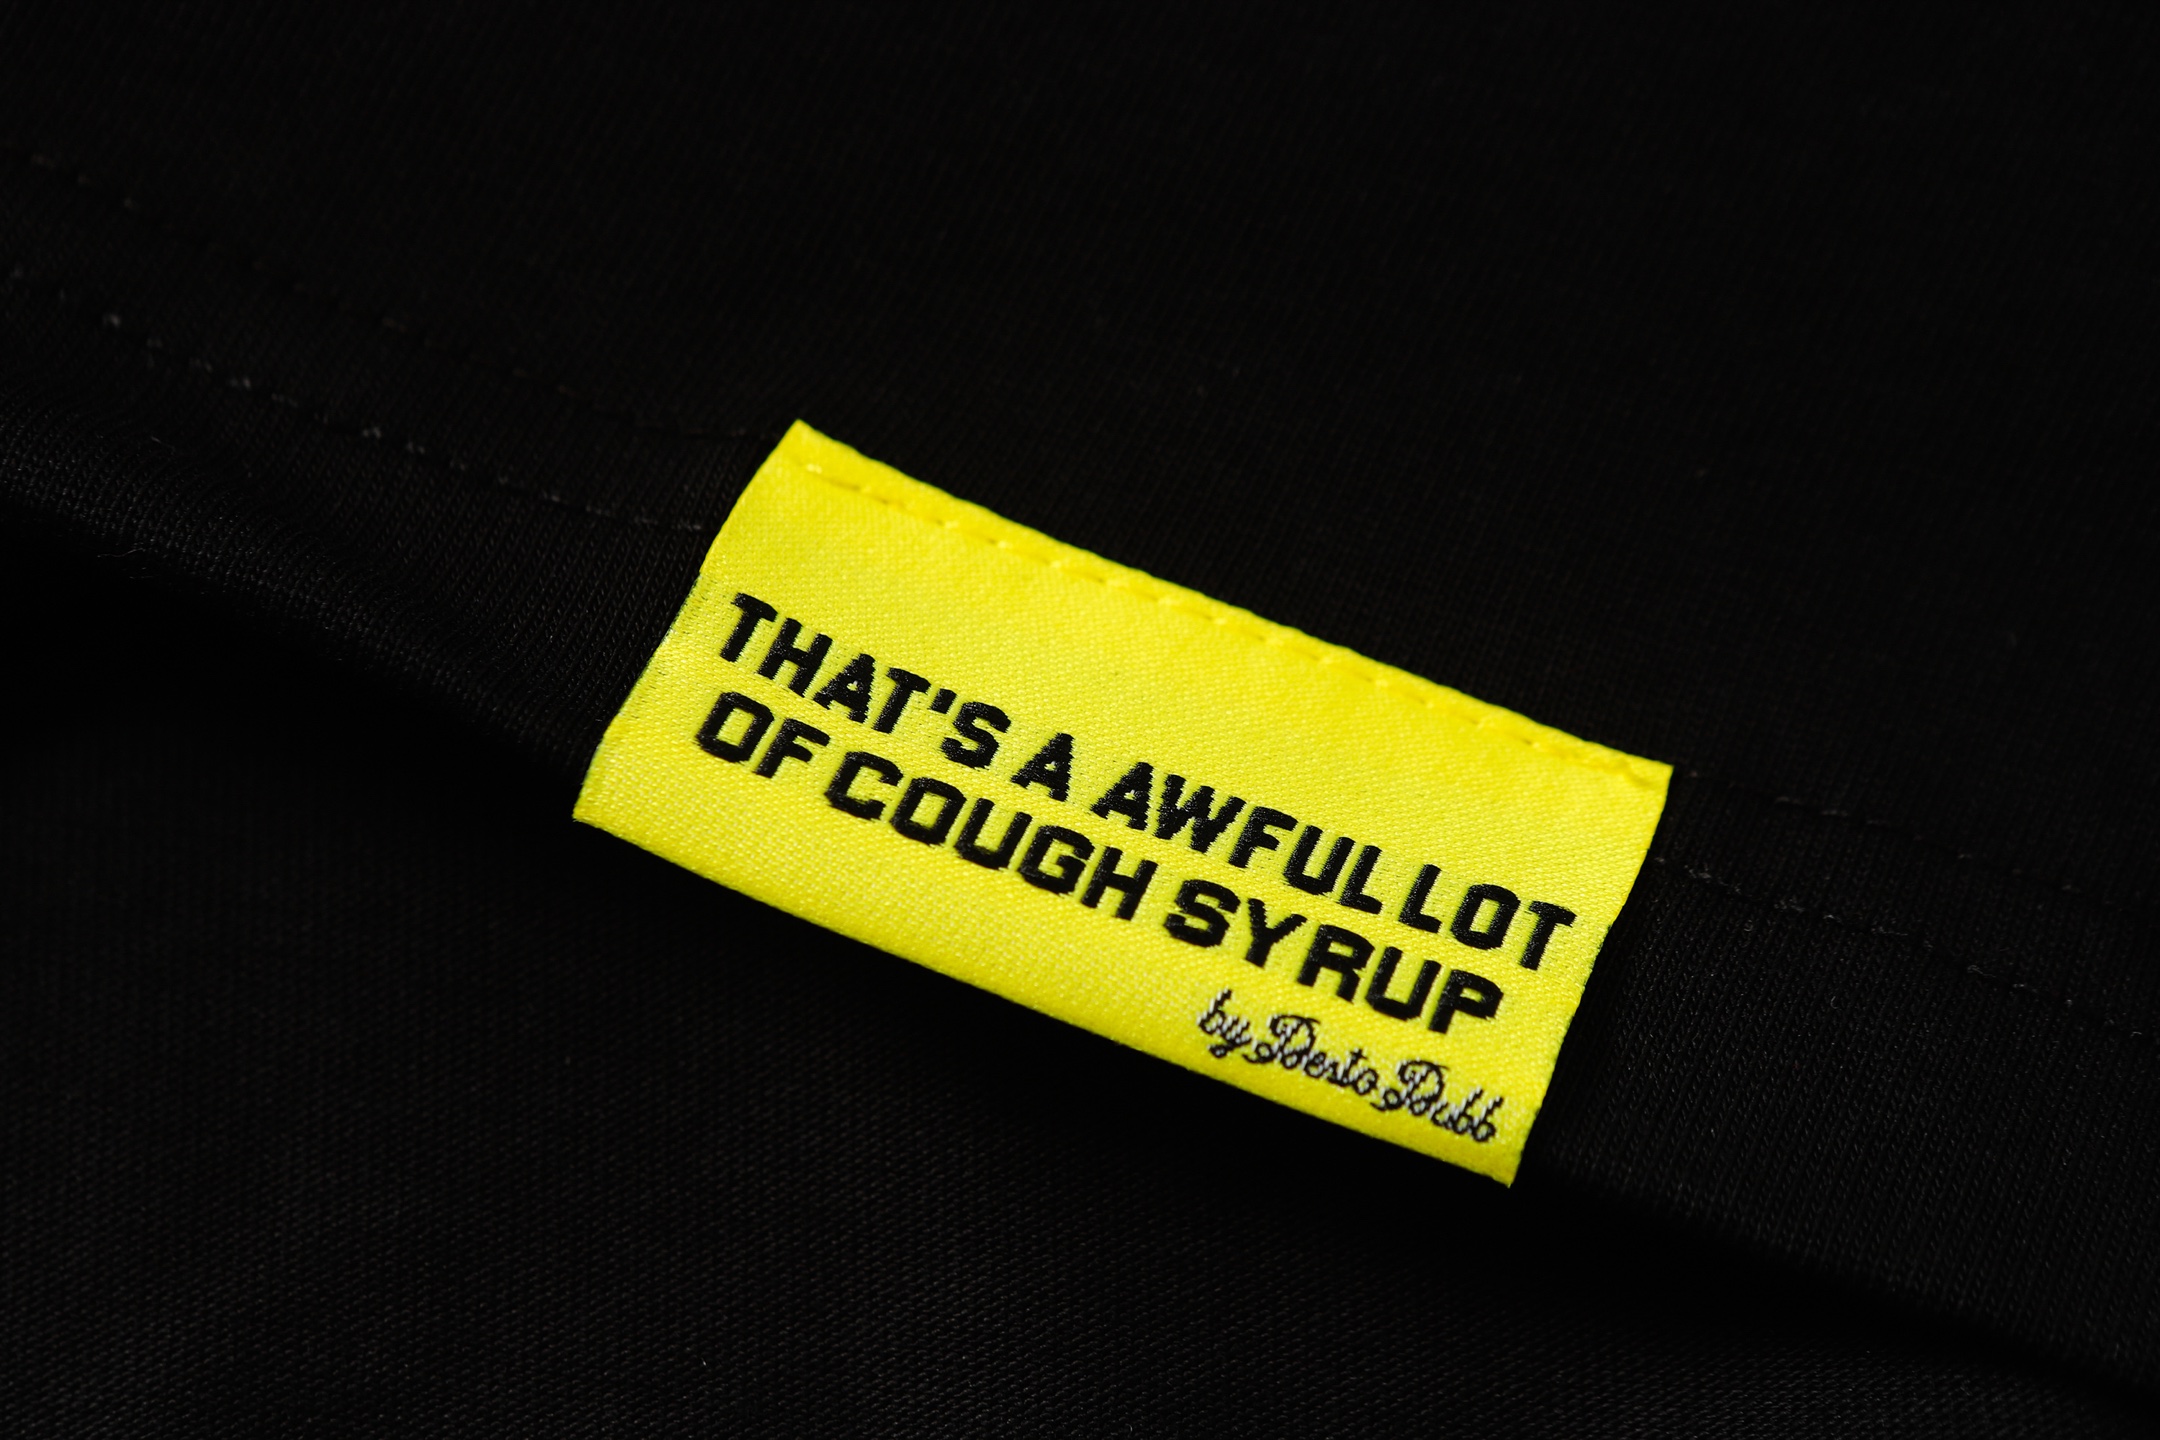 THAT'S A AWFUL LOT
OF COUGH SYRUP
by Desto Dubb